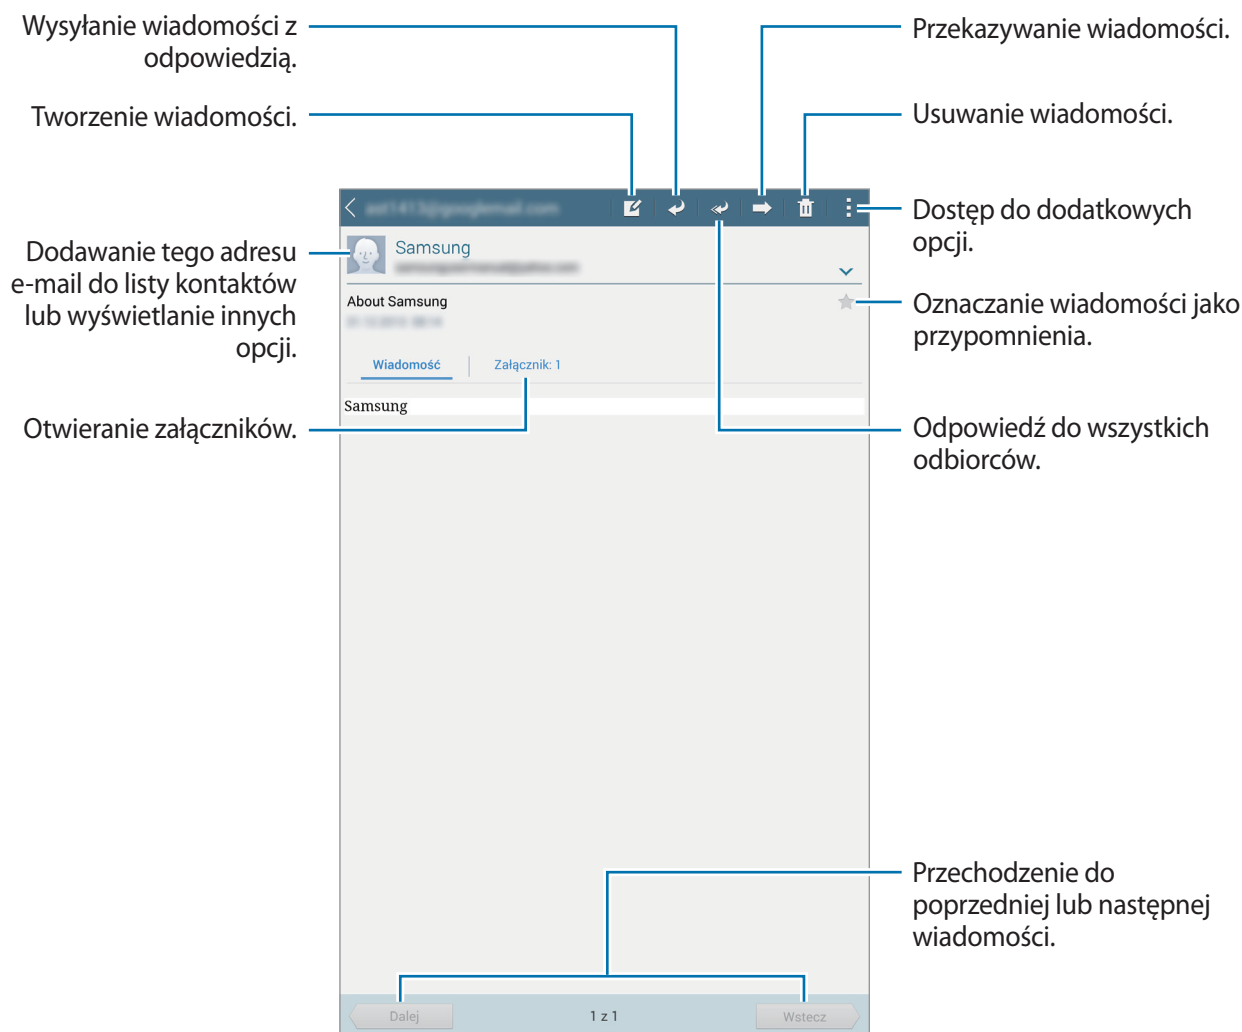 Wysyłanie wiadomości z
odpowiedzią.
Przekazywanie wiadomości.
Tworzenie wiadomości.
Usuwanie wiadomości.
Dostęp do dodatkowych
opcji.
Dodawanie tego adresu
e-mail do listy kontaktów
lub wyświetlanie innych
opcji.
Samsung
About Samsung
Oznaczanie wiadomości jako
przypomnienia.
Wiadomość
Załącznik: 1
Samsung
Otwieranie załączników.
Odpowiedź do wszystkich
odbiorców.
Przechodzenie do
poprzedniej lub następnej
wiadomości.
Dalej
1 z 1
Wstecz